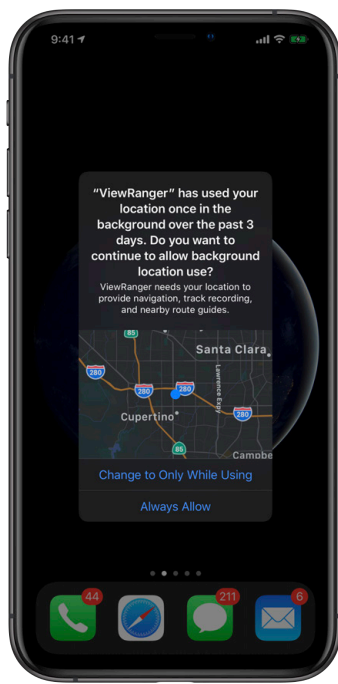 9:41
"ViewRanger" has used your
location once in the
background over the past 3
days. Do you want to
continue to allow background
location use?
ViewRanger needs your location to
provide navigation, track recording,
and nearby route guides.
85
Santa Clara
280
Lawrence Expy
280
280
280
Cupertino
85
Campbe
Change to Only While Using
Always Allow
44
211
6